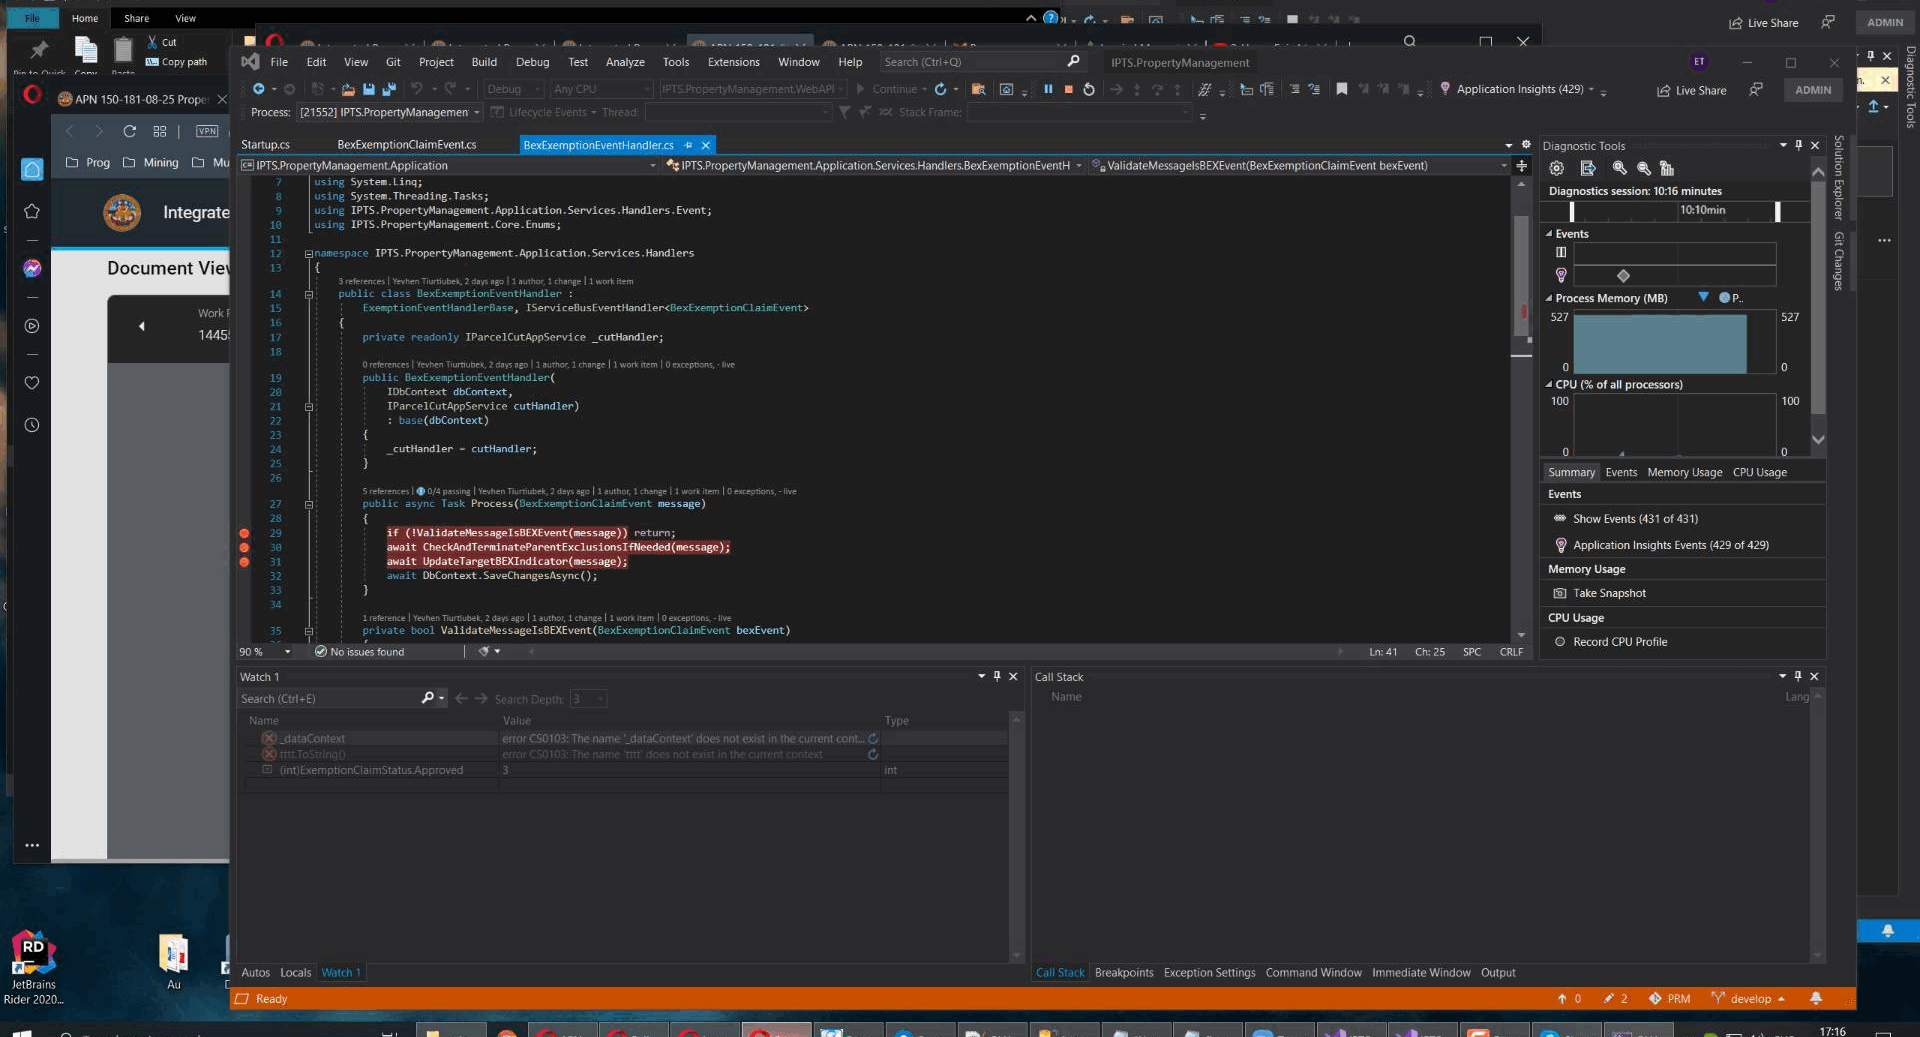 File
Home
Share
View
Cut
Copy path
Live Share
ADMIN
APN 150-181-08-25 Proper
VPN
Prog
Mining
Mu
Integrate
Document View
Work
1445
File Edit View Git Project Build Debug Test Analyze Tools Extensions Window Help
Search (Ctrl+Q)
IPTS.PropertyManagement
ET
Debug
Any CPU
IPTS.PropertyManagement.WebAPI
Continue
Application Insights (429)
Live Share
ADMIN
Process: [21552] IPTS.PropertyManagemen
Lifecycle Events
Thread:
Stack Frame:
Startup.cs
BexExemptionClaimEvent.cs
BexExemptionEventHandler.cs
IPTS.PropertyManagement.Application
IPTS.PropertyManagement.Application.Services.Handlers.BexExemptionEventH
ValidateMessageIsBEXEvent(BexExemptionClaimEvent bexEvent)
7 using System.Linq;
8 using System.Threading.Tasks;
9 using IPTS.PropertyManagement.Application.Services.Handlers.Event;
10 using IPTS.PropertyManagement.Core.Enums;
11
12 namespace IPTS.PropertyManagement.Application.Services.Handlers
13 {
3 references | Yevhen Tiurtiubek, 2 days ago | 1 author, 1 change | 1 work item
14 public class BexExemptionEventHandler :
15 ExemptionEventHandlerBase, IServiceBusEventHandler<BexExemptionClaimEvent>
16 {
17 private readonly IParcelCutAppService _cutHandler;
18
0 references | Yevhen Tiurtiubek, 2 days ago | 1 author, 1 change | 1 work item | 0 exceptions, - live
19 public BexExemptionEventHandler(
20 IDbContext dbContext,
21 IParcelCutAppService cutHandler)
22 : base(dbContext)
23 {
24 _cutHandler = cutHandler;
25 }
26
5 references | 0/4 passing | Yevhen Tiurtiubek, 2 days ago | 1 author, 1 change | 1 work item | 0 exceptions, - live
27 public async Task Process(BexExemptionClaimEvent message)
28 {
29 if (!ValidateMessageIsBEXEvent(message)) return;
30 await CheckAndTerminateParentExclusionsIfNeeded(message);
31 await UpdateTargetBEXIndicator(message);
32 await DbContext.SaveChangesAsync();
33 }
34
1 reference | Yevhen Tiurtiubek, 2 days ago | 1 author, 1 change | 1 work item | 0 exceptions, - live
35 private bool ValidateMessageIsBEXEvent(BexExemptionClaimEvent bexEvent)
90 %
No issues found
Ln: 41 Ch: 25 SPC CRLF
Diagnostic Tools
Diagnostics session: 10:16 minutes
10:10min
Events
Process Memory (MB)
P..
527
527
0
0
CPU (% of all processors)
100
100
0
0
Summary Events Memory Usage CPU Usage
Events
Show Events (431 of 431)
Application Insights Events (429 of 429)
Memory Usage
Take Snapshot
CPU Usage
Record CPU Profile
Solution Explorer
Git Changes
Diagnostic Tools
Watch 1
Search (Ctrl+E)
Search Depth: 3
Name Value Type
_dataContext error CS0103: The name '_dataContext' does not exist in the current cont...
tttt.ToString() error CS0103: The name 'tttt' does not exist in the current context
(int)ExemptionClaimStatus.Approved 3 int
Call Stack
Name
Lang
Autos Locals Watch 1
Call Stack Breakpoints Exception Settings Command Window Immediate Window Output
Ready
0
2
PRM
develop
RD
JetBrains
Rider 2020...
Au
17:16